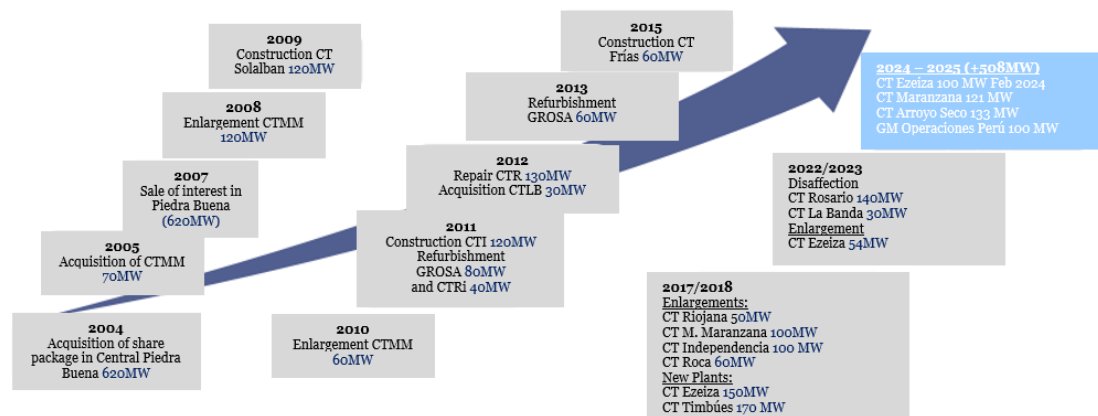 2004
Acquisition of share
package in Central Piedra
Buena 620MW
2005
Acquisition of CTMM
70MW
2007
Sale of interest in
Piedra Buena
(620MW)
2008
Enlargement CTMM
120MW
2009
Construction CT
Solalban 120MW
2010
Enlargement CTMM
60MW
2011
Construction CTI 120MW
Refurbishment
GROSA 80MW
and CTRi 40MW
2012
Repair CTR 130MW
Acquisition CTLB 30MW
2013
Refurbishment
GROSA 60MW
2015
Construction CT
Frías 60MW
2017/2018
Enlargements:
CT Riojana 50MW
CT M. Maranzana 100MW
CT Independencia 100 MW
CT Roca 60MW
New Plants:
CT Ezeiza 150MW
CT Timbúes 170 MW
2022/2023
Disaffection
CT Rosario 140MW
CT La Banda 30MW
Enlargement
CT Ezeiza 54MW
2024 – 2025 (+508MW)
CT Ezeiza 100 MW Feb 2024
CT Maranzana 121 MW
CT Arroyo Seco 133 MW
GM Operaciones Perú 100 MW